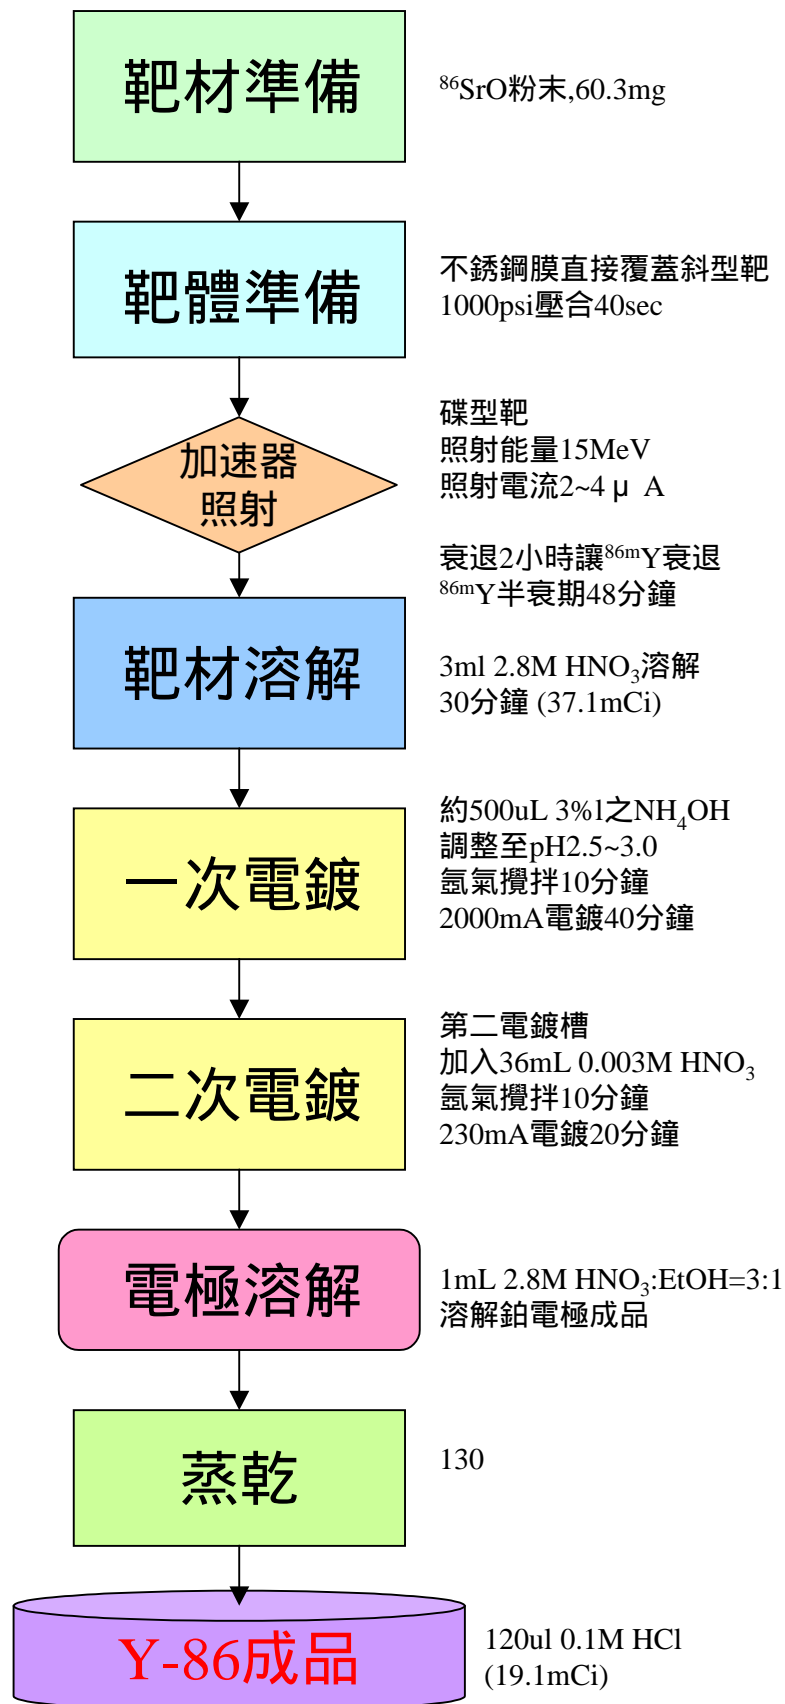 靶材準備
⁸⁶SrO粉末,60.3mg
靶體準備
不銹鋼膜直接覆蓋斜型靶
1000psi壓合40sec
加速器
照射
碟型靶
照射能量15MeV
照射電流2~4 μ A
衰退2小時讓⁸⁶ᵐY衰退
⁸⁶ᵐY半衰期48分鐘
靶材溶解
3ml 2.8M HNO₃溶解
30分鐘 (37.1mCi)
一次電鍍
約500uL 3%l之NH₄OH
調整至pH2.5~3.0
氬氣攪拌10分鐘
2000mA電鍍40分鐘
二次電鍍
第二電鍍槽
加入36mL 0.003M HNO₃
氬氣攪拌10分鐘
230mA電鍍20分鐘
電極溶解
1mL 2.8M HNO₃:EtOH=3:1
溶解鉑電極成品
蒸乾
130
Y-86成品
120ul 0.1M HCl
(19.1mCi)